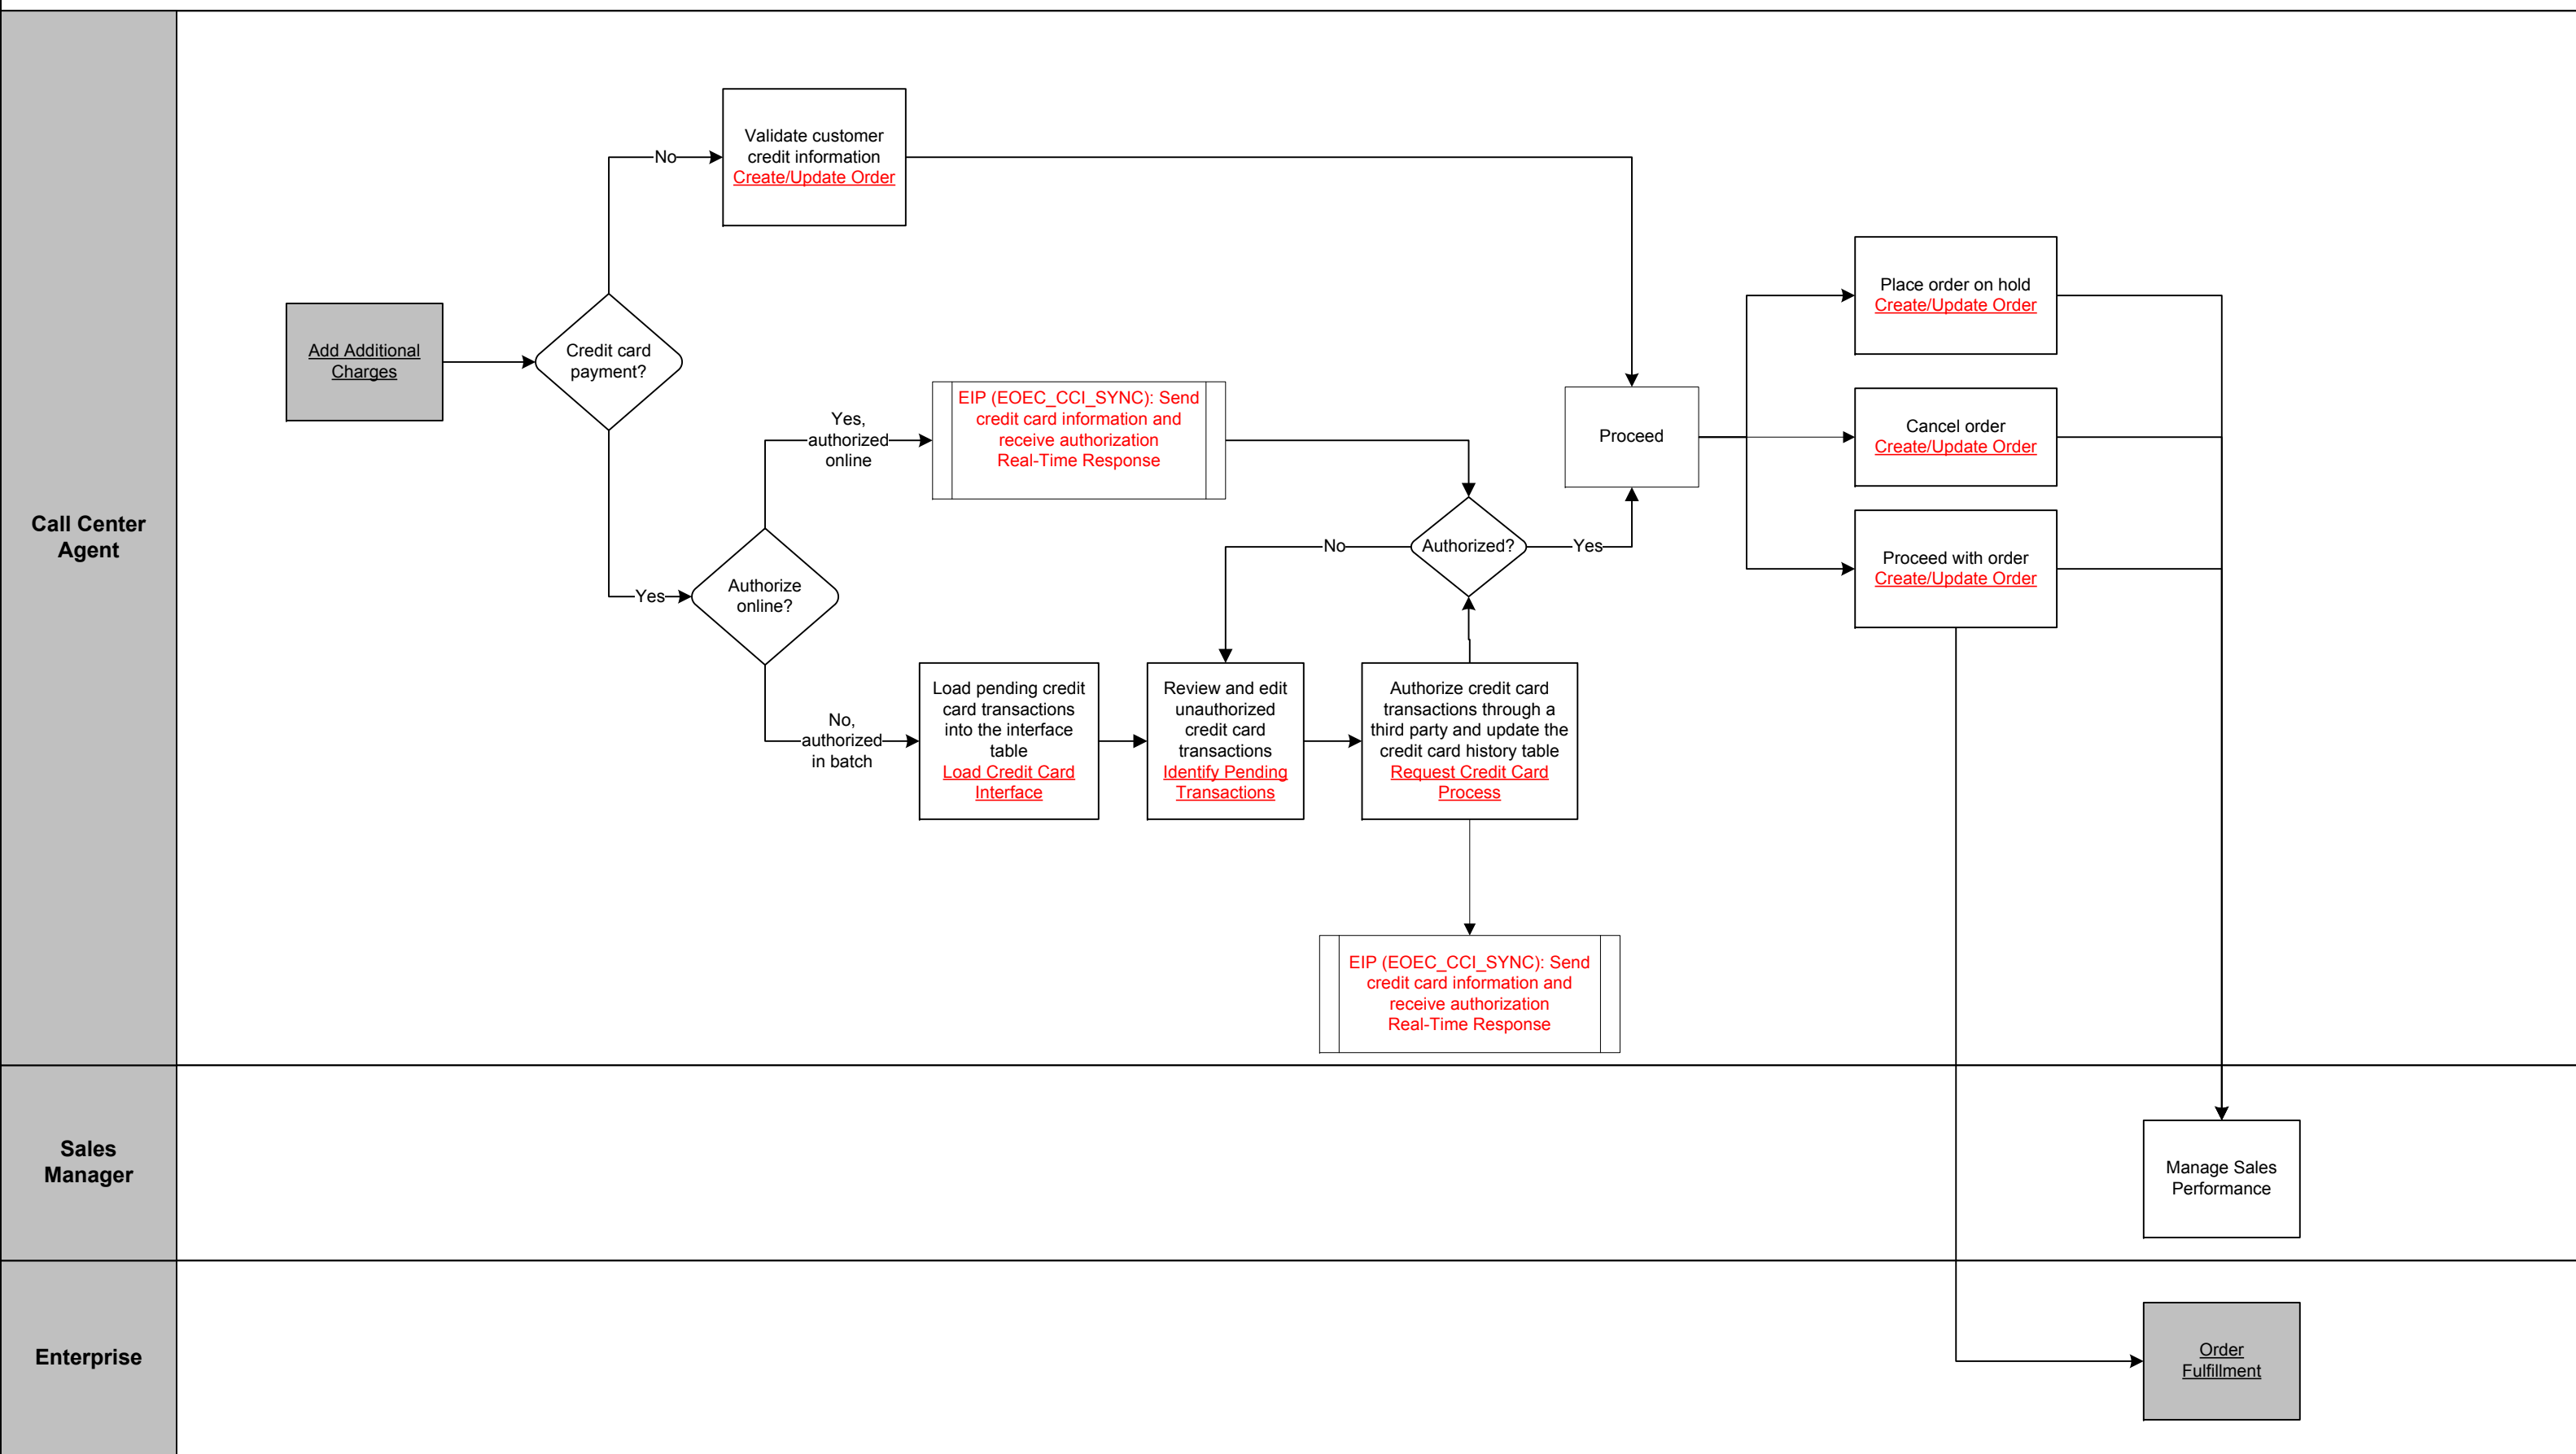 Call Center
Agent
Validate customer
credit information
Create/Update Order
No
Add Additional
Charges
Credit card
payment?
Yes
Yes,
authorized
online
Authorize
online?
No,
authorized
in batch
EIP (EOEC_CCI_SYNC): Send
credit card information and
receive authorization
Real-Time Response
Load pending credit
card transactions
into the interface
table
Load Credit Card
Interface
Review and edit
unauthorized
credit card
transactions
Identify Pending
Transactions
Authorize credit card
transactions through a
third party and update the
credit card history table
Request Credit Card
Process
No
Authorized?
Yes
Proceed
EIP (EOEC_CCI_SYNC): Send
credit card information and
receive authorization
Real-Time Response
Place order on hold
Create/Update Order
Cancel order
Create/Update Order
Proceed with order
Create/Update Order
Sales
Manager
Manage Sales
Performance
Enterprise
Order
Fulfillment